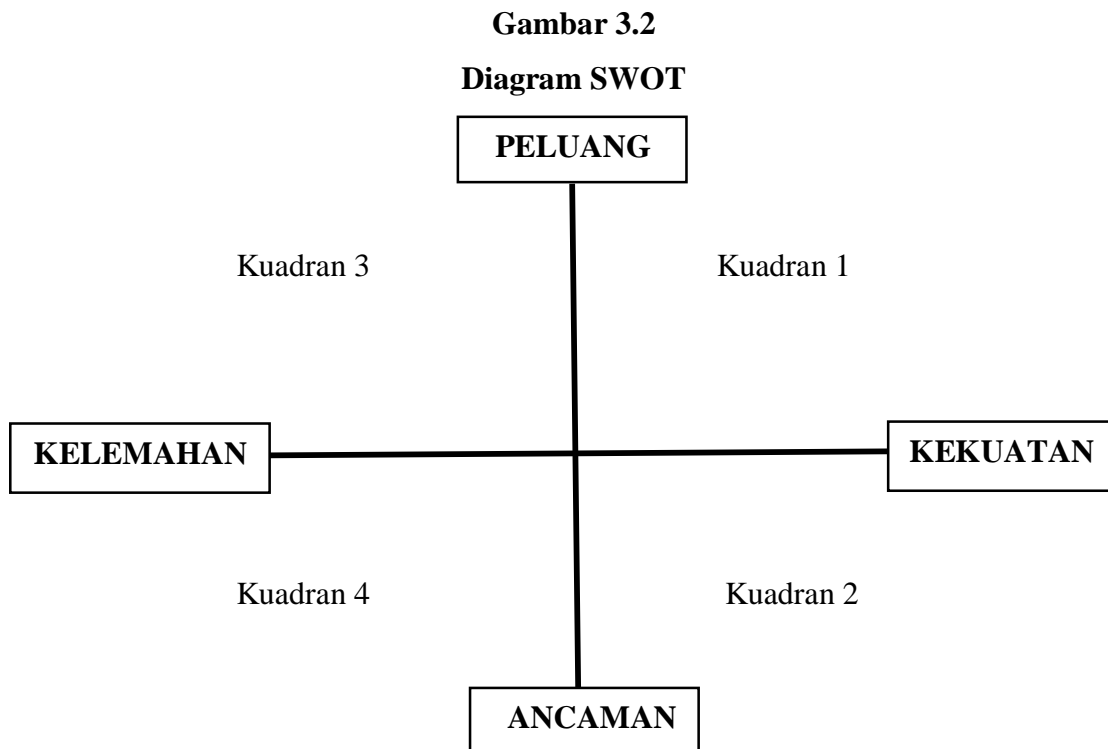 Gambar 3.2
Diagram SWOT
PELUANG
Kuadran 3
Kuadran 1
KELEMAHAN
KEKUATAN
Kuadran 4
Kuadran 2
ANCAMAN